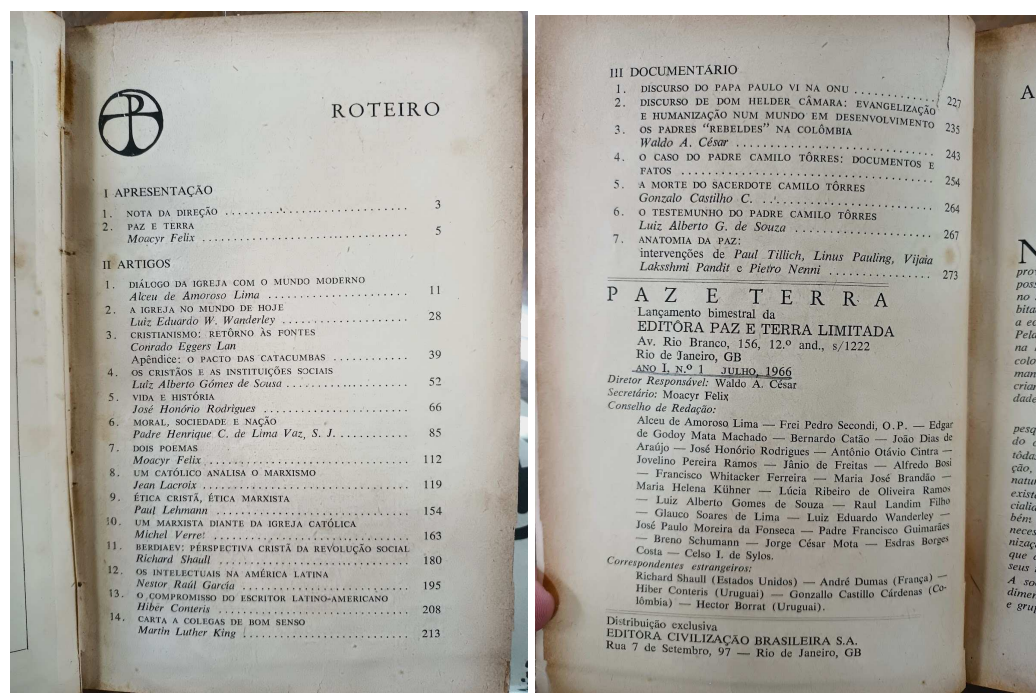 ROTEIRO
I APRESENTAÇÃO
1. NOTA DA DIREÇÃO 3
2. PAZ E TERRA
Moacyr Felix 5
II ARTIGOS
1. DIÁLOGO DA IGREJA COM O MUNDO MODERNO
Alceu de Amoroso Lima 11
2. A IGREJA NO MUNDO DE HOJE
Luiz Eduardo W. Wanderley 28
3. CRISTIANISMO: RETÔRNO ÀS FONTES
Conrado Eggers Lan
Apêndice: O PACTO DAS CATACUMBAS 39
4. OS CRISTÃOS E AS INSTITUIÇÕES SOCIAIS
Luiz Alberto Gómes de Sousa 52
5. VIDA E HISTÓRIA
José Honório Rodrigues 66
6. MORAL, SOCIEDADE E NAÇÃO
Padre Henrique C. de Lima Vaz, S. J. 85
7. DOIS POEMAS
Moacyr Felix 112
8. UM CATÓLICO ANALISA O MARXISMO
Jean Lacroix 119
9. ÉTICA CRISTÃ, ÉTICA MARXISTA
Paul Lehmann 154
10. UM MARXISTA DIANTE DA IGREJA CATÓLICA
Michel Verret 163
11. BERDIAEV: PERSPECTIVA CRISTÃ DA REVOLUÇÃO SOCIAL
Richard Shaull 180
12. OS INTELECTUAIS NA AMÉRICA LATINA
Nestor Raúl García 195
13. O COMPROMISSO DO ESCRITOR LATINO-AMERICANO
Hiber Conteris 208
14. CARTA A COLEGAS DE BOM SENSO
Martin Luther King 213
III DOCUMENTÁRIO
1. DISCURSO DO PAPA PAULO VI NA ONU 227
2. DISCURSO DE DOM HELDER CÂMARA: EVANGELIZAÇÃO
E HUMANIZAÇÃO NUM MUNDO EM DESENVOLVIMENTO 235
3. OS PADRES "REBELDES" NA COLÔMBIA
Waldo A. César 243
4. O CASO DO PADRE CAMILO TÔRRES: DOCUMENTOS E
FATOS 254
5. A MORTE DO SACERDOTE CAMILO TÔRRES
Gonzalo Castilho C. 264
6. O TESTEMUNHO DO PADRE CAMILO TÔRRES
Luiz Alberto G. de Souza 267
7. ANATOMIA DA PAZ:
intervenções de Paul Tillich, Linus Pauling, Vijaia
Laksshmi Pandit e Pietro Nenni 273
PAZ E TERRA
Lançamento bimestral da
EDITÔRA PAZ E TERRA LIMITADA
Av. Rio Branco, 156, 12.º and., s/1222
Rio de Janeiro, GB
ANO I, N.º 1 JULHO, 1966
Diretor Responsável: Waldo A. César
Secretário: Moacyr Felix
Conselho de Redação:
Alceu de Amoroso Lima — Frei Pedro Secondi, O.P. — Edgar
de Godoy Mata Machado — Bernardo Catão — João Dias de
Araújo — José Honório Rodrigues — Antônio Otávio Cintra —
Jovelino Pereira Ramos — Jânio de Freitas — Alfredo Bosi
— Francisco Whitacker Ferreira — Maria José Brandão —
Maria Helena Kühner — Lúcia Ribeiro de Oliveira Ramos
— Luiz Alberto Gomes de Souza — Raul Landim Filho
— Glauco Soares de Lima — Luiz Eduardo Wanderley —
José Paulo Moreira da Fonseca — Padre Francisco Guimarães
— Breno Schumann — Jorge César Mota — Esdras Borges
Costa — Celso I. de Sylos.
Correspondentes estrangeiros:
Richard Shaull (Estados Unidos) — André Dumas (França) —
Hiber Conteris (Uruguai) — Gonzallo Castillo Cárdenas (Co-
lômbia) — Hector Borrat (Uruguai).
Distribuição exclusiva
EDITORA CIVILIZAÇÃO BRASILEIRA S.A.
Rua 7 de Setembro, 97 — Rio de Janeiro, GB